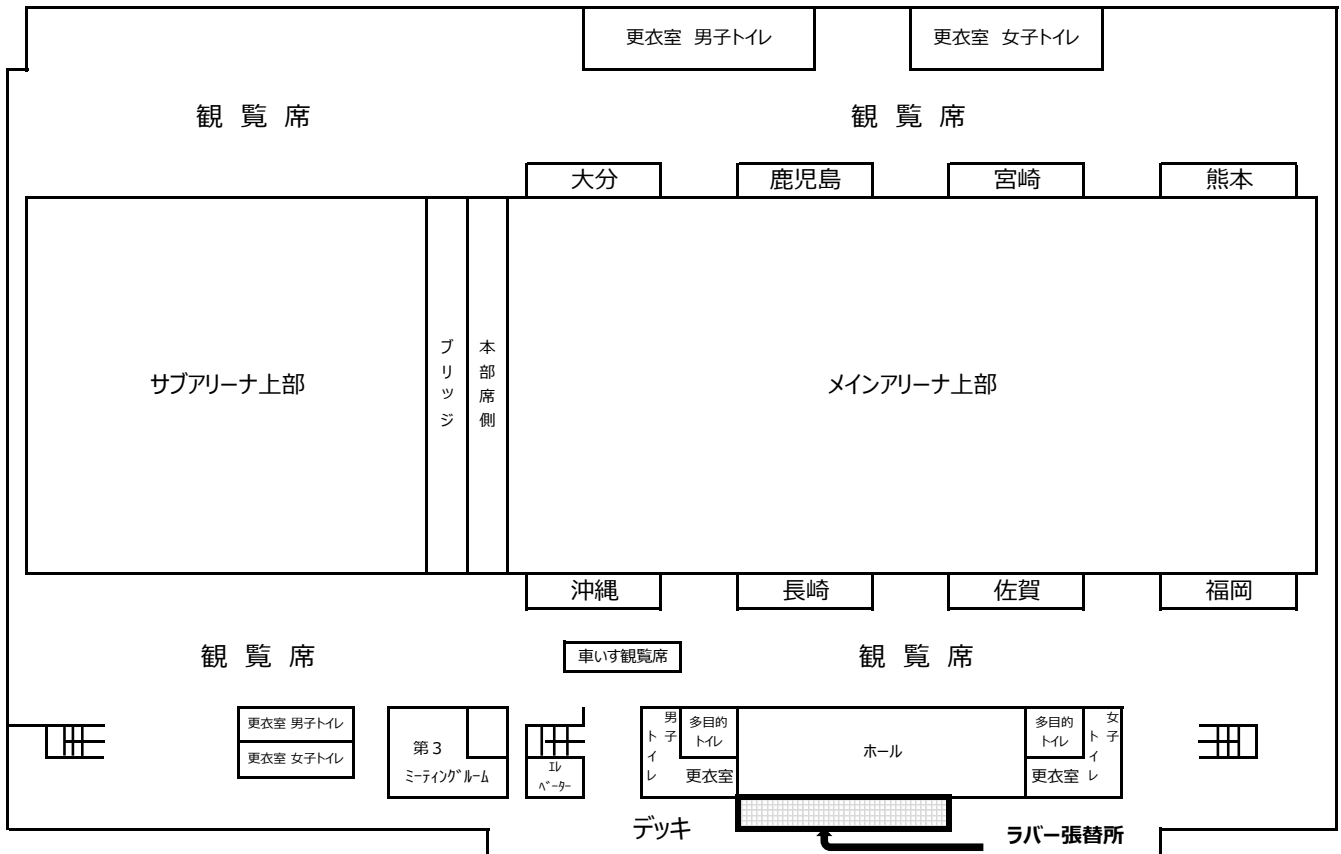 更衣室 男子トイレ
更衣室 女子トイレ
観覧席
観覧席
大分
鹿児島
宮崎
熊本
サブアリーナ上部
ブリッジ
本部席側
メインアリーナ上部
沖縄
長崎
佐賀
福岡
観覧席
車いす観覧席
観覧席
更衣室 男子トイレ
更衣室 女子トイレ
第3
ミーティングルーム
エレ
ベーター
男子
トイレ
多目的
トイレ
更衣室
ホール
多目的
トイレ
更衣室
女子
トイレ
デッキ
ラバー張替所